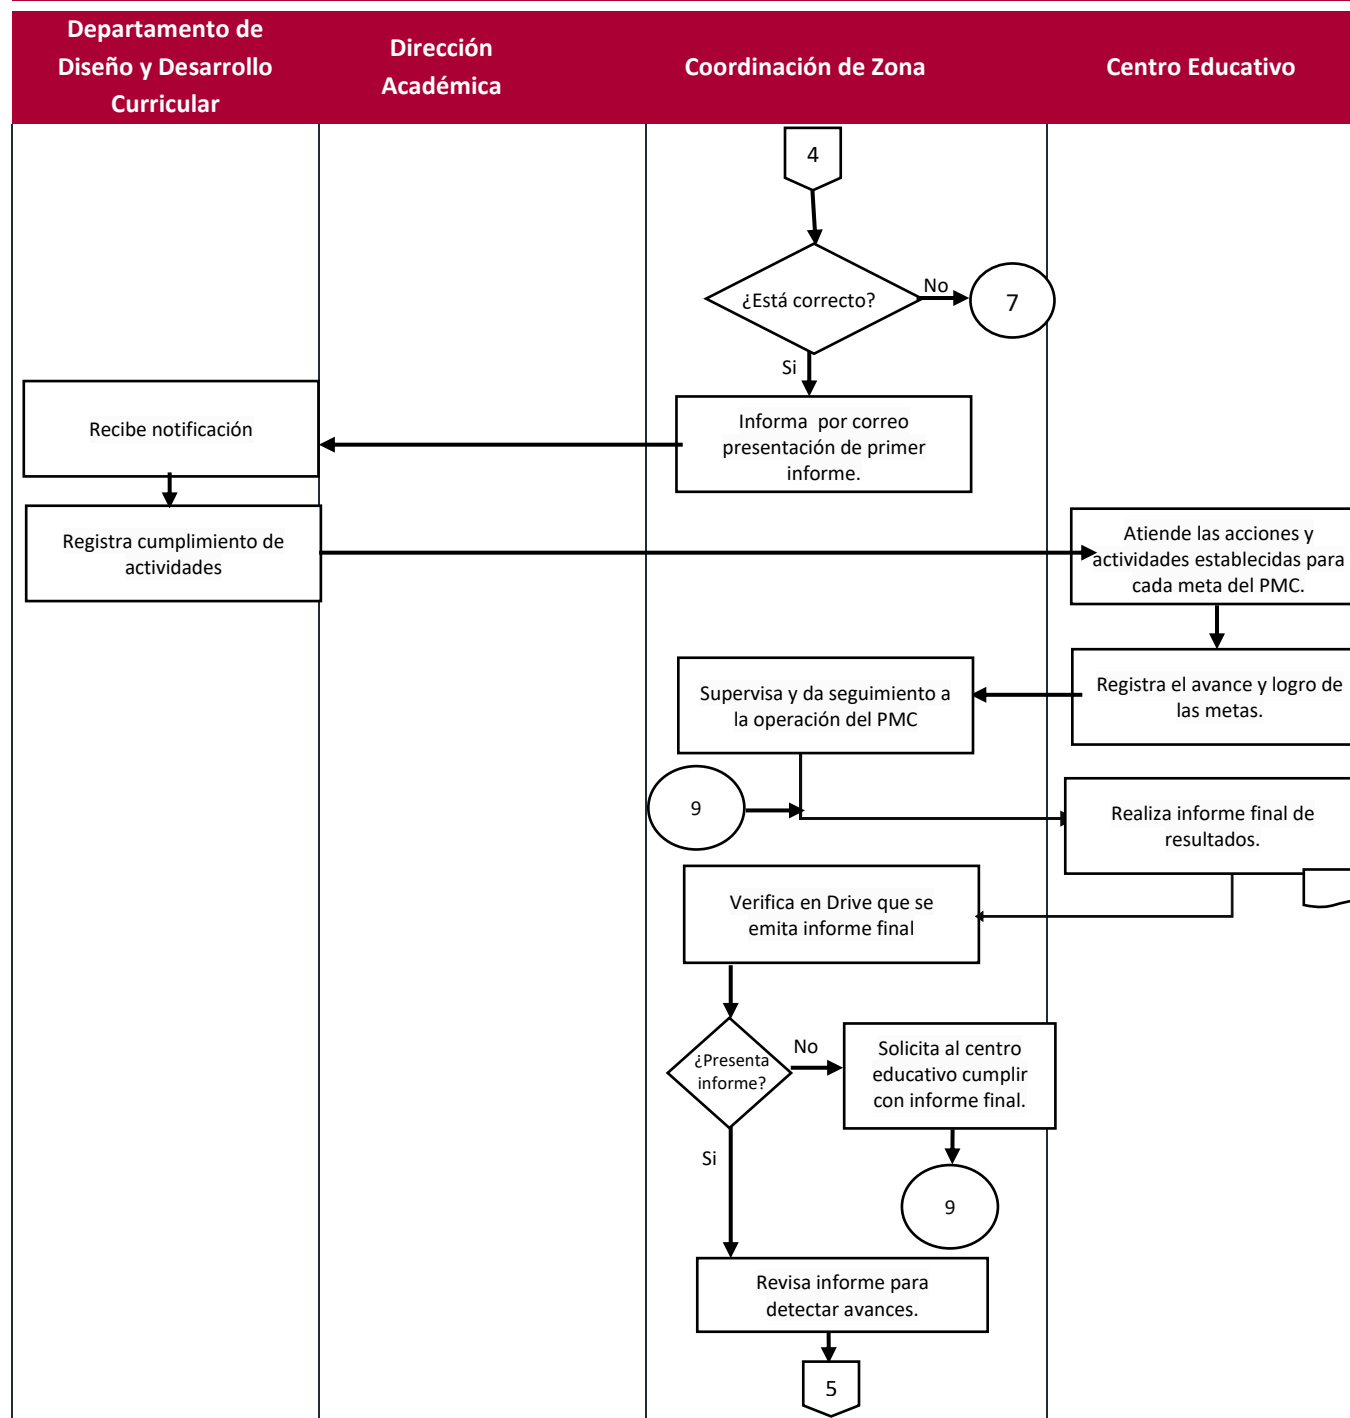 Departamento de
Diseño y Desarrollo
Curricular
Dirección
Académica
Coordinación de Zona
Centro Educativo
4
¿Está correcto?
No
7
Si
Informa  por correo
presentación de primer
informe.
Recibe notificación
Registra cumplimiento de
actividades
Atiende las acciones y
actividades establecidas para
cada meta del PMC.
Registra el avance y logro de
las metas.
Supervisa y da seguimiento a
la operación del PMC
9
Realiza informe final de
resultados.
Verifica en Drive que se
emita informe final
¿Presenta
informe?
No
Solicita al centro
educativo cumplir
con informe final.
Si
9
Revisa informe para
detectar avances.
5